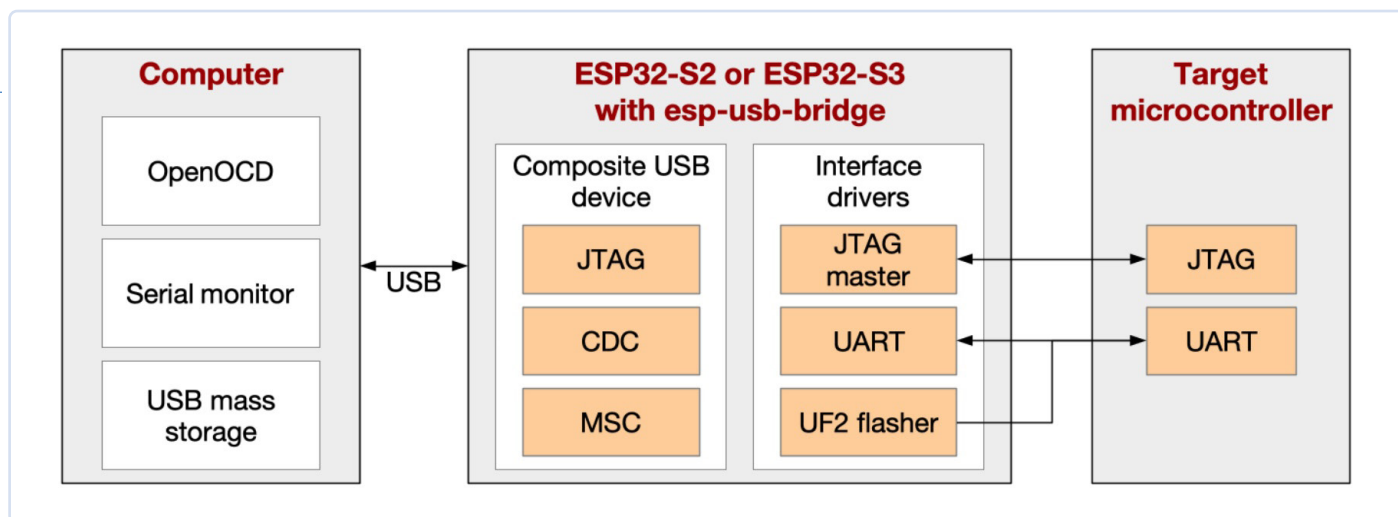 Computer
OpenOCD
Serial monitor
USB mass
storage
USB
ESP32-S2 or ESP32-S3
with esp-usb-bridge
Composite USB
device
JTAG
CDC
MSC
Interface
drivers
JTAG
master
UART
UF2 flasher
Target
microcontroller
JTAG
UART